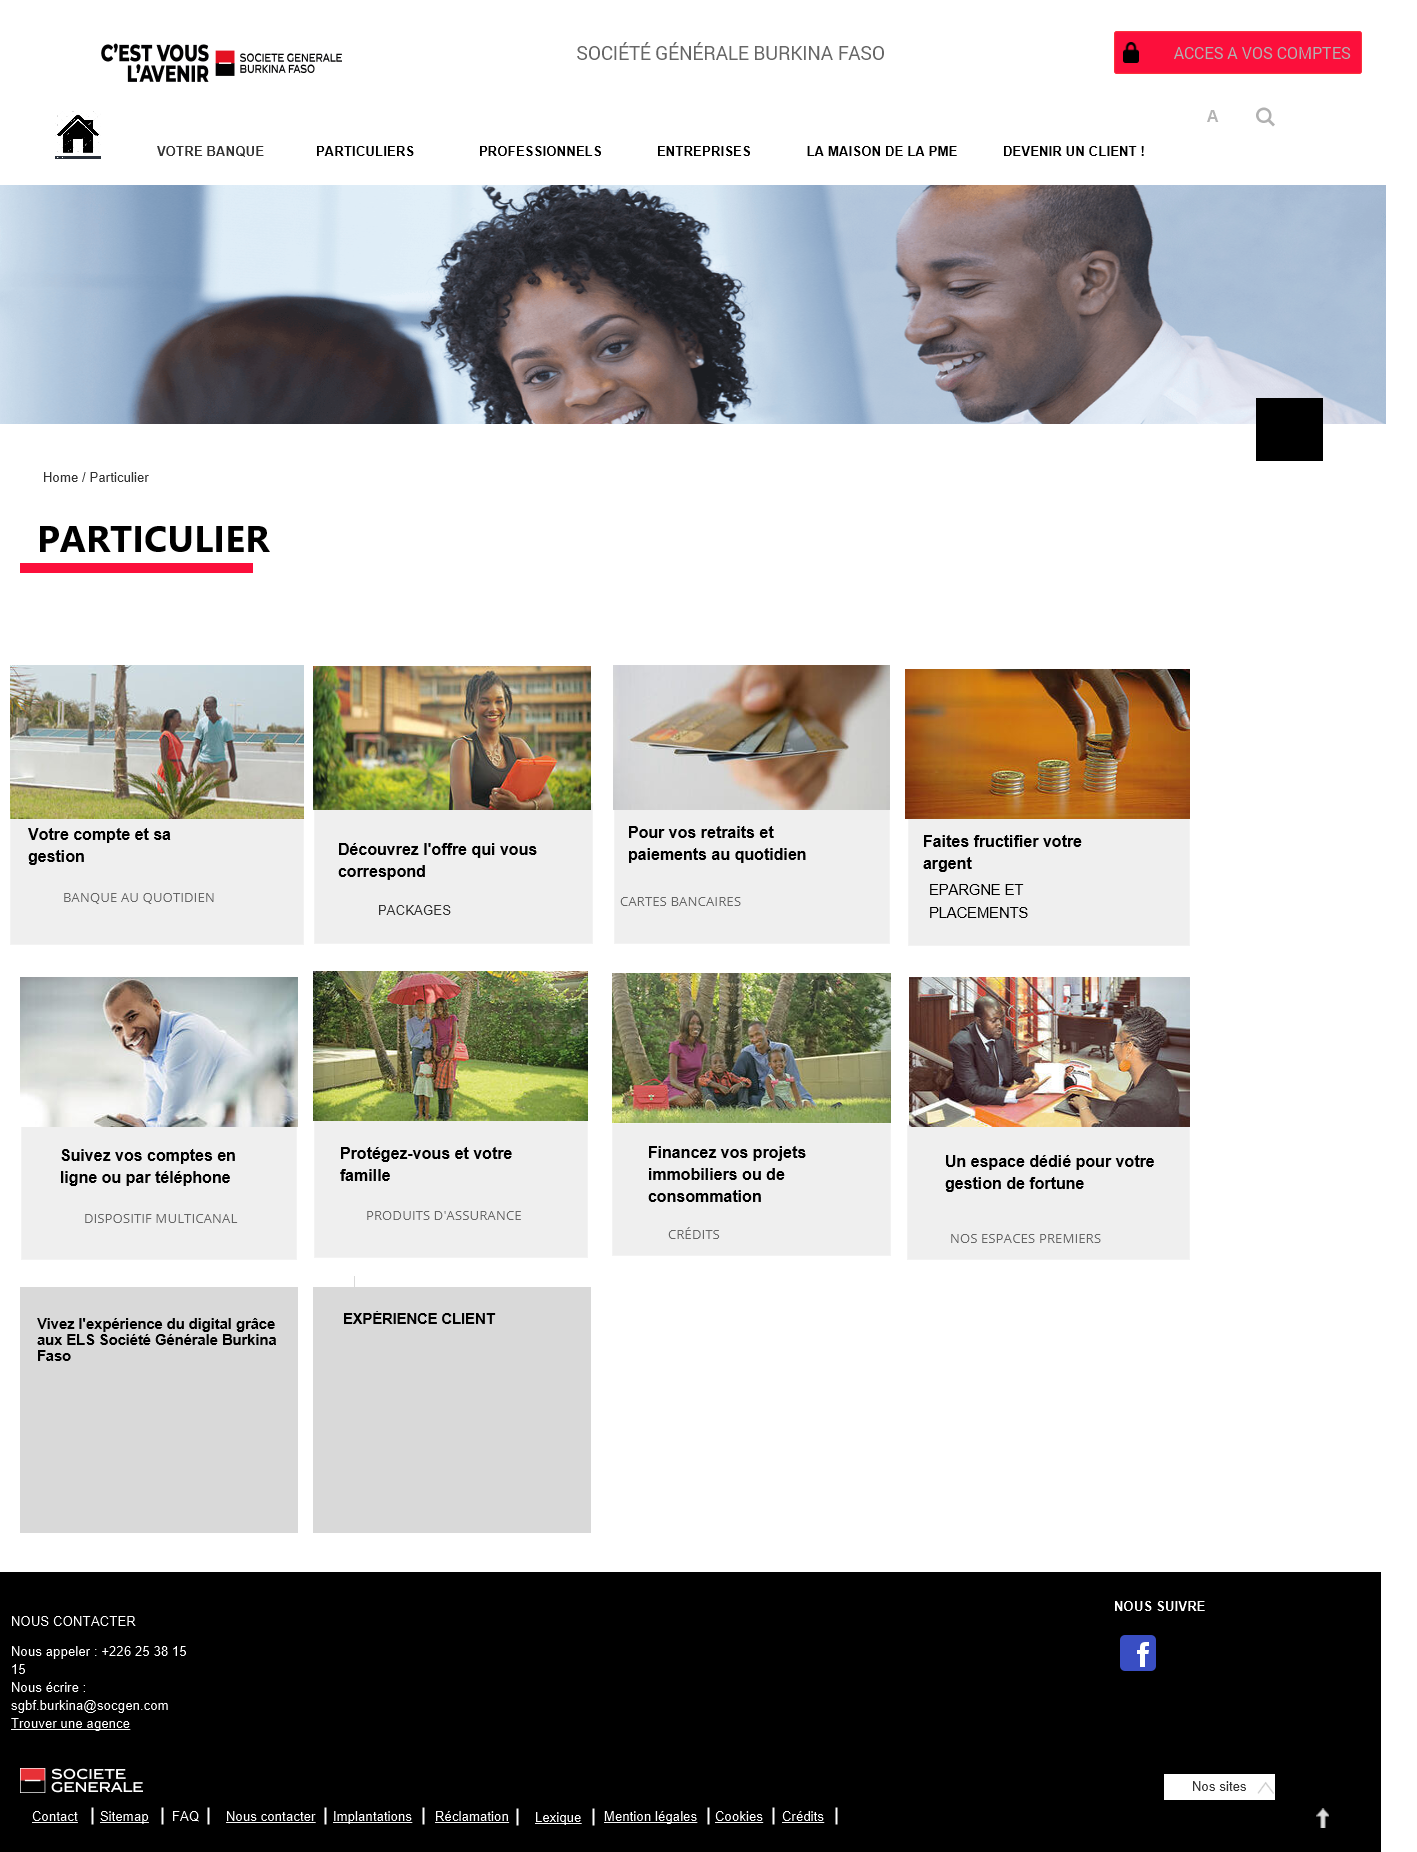 C'EST VOUS
L'AVENIR
SOCIETE GENERALE
BURKINA FASO
SOCIÉTÉ GÉNÉRALE BURKINA FASO
ACCES A VOS COMPTES
A
VOTRE BANQUE
PARTICULIERS
PROFESSIONNELS
ENTREPRISES
LA MAISON DE LA PME
DEVENIR UN CLIENT !
Home / Particulier
PARTICULIER
Votre compte et sa
gestion
BANQUE AU QUOTIDIEN
Découvrez l'offre qui vous
correspond
PACKAGES
Pour vos retraits et
paiements au quotidien
CARTES BANCAIRES
Faites fructifier votre
argent
EPARGNE ET
PLACEMENTS
Suivez vos comptes en
ligne ou par téléphone
DISPOSITIF MULTICANAL
Protégez-vous et votre
famille
PRODUITS D'ASSURANCE
Financez vos projets
immobiliers ou de
consommation
CRÉDITS
Un espace dédié pour votre
gestion de fortune
NOS ESPACES PREMIERS
Vivez l'expérience du digital grâce
aux ELS Société Générale Burkina
Faso
EXPÉRIENCE CLIENT
NOUS CONTACTER
Nous appeler : +226 25 38 15
15
Nous écrire :
sgbf.burkina@socgen.com
Trouver une agence
NOUS SUIVRE
f
SOCIETE
GENERALE
Nos sites
Contact | Sitemap | FAQ | Nous contacter | Implantations | Réclamation | Lexique | Mention légales | Cookies | Crédits |